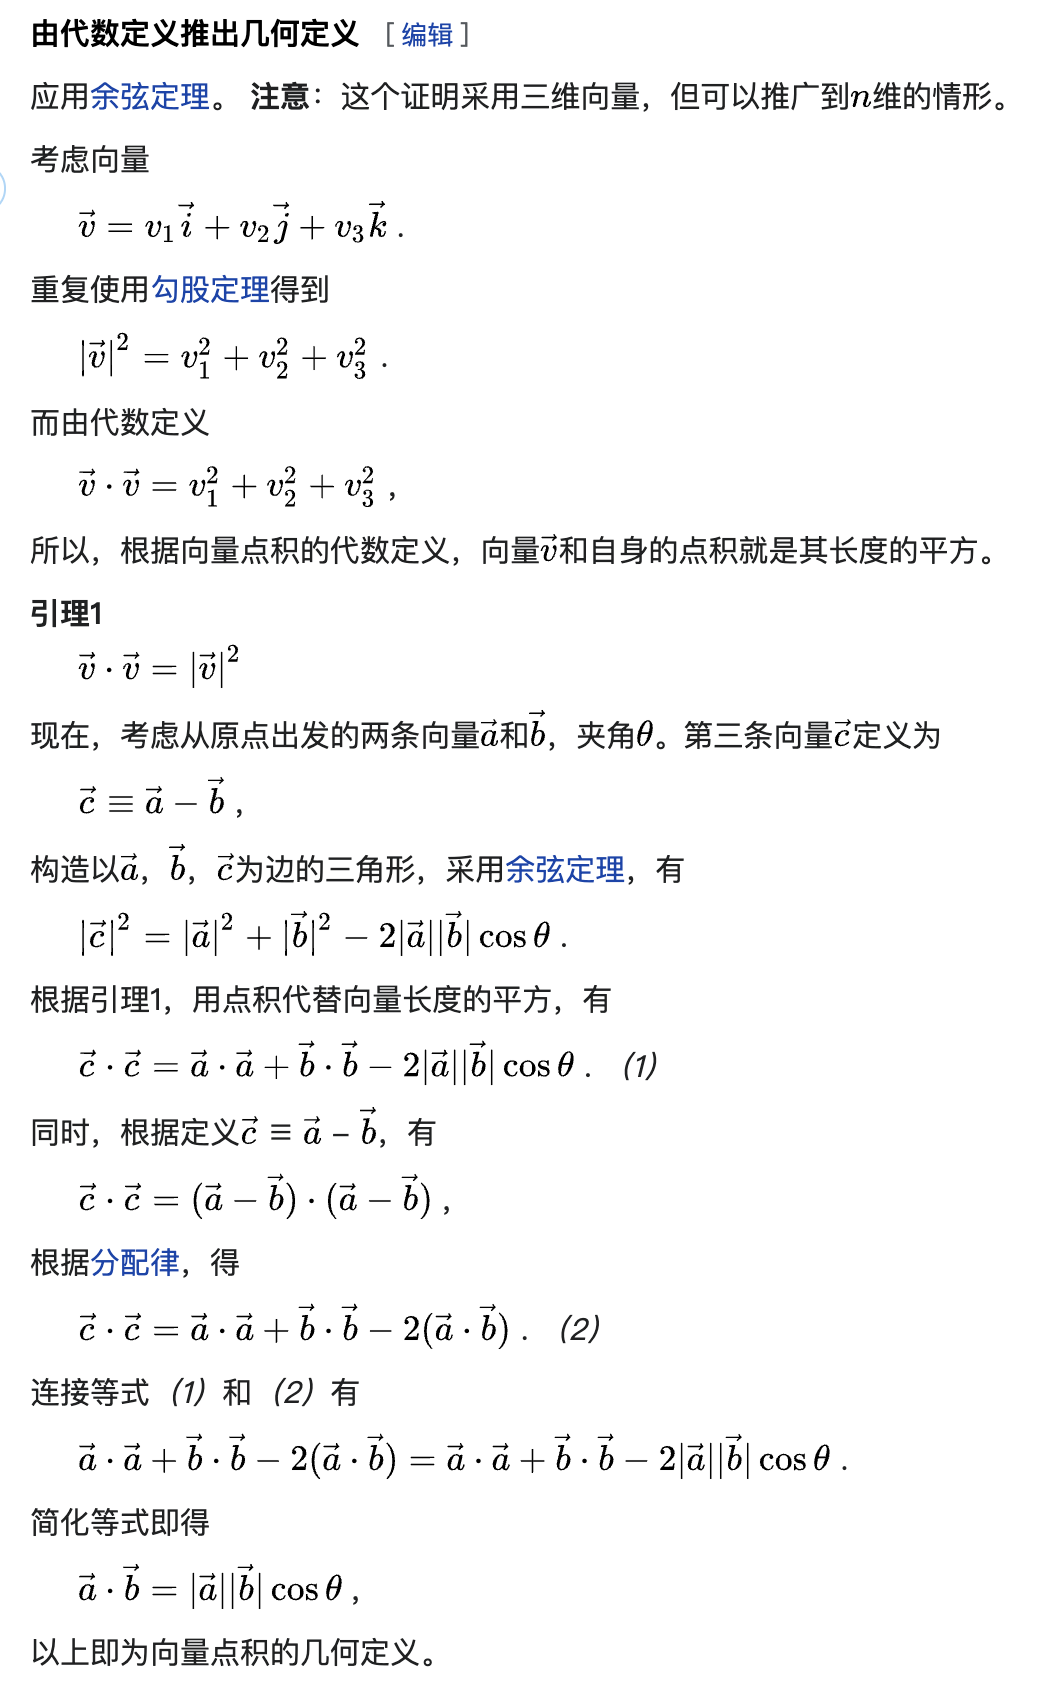 由代数定义推出几何定义 [编辑]
应用余弦定理。 注意：这个证明采用三维向量，但可以推广到n维的情形。
考虑向量
$\vec{v} = v_1\vec{i} + v_2\vec{j} + v_3\vec{k}$ .
重复使用勾股定理得到
$|\vec{v}|^2 = v_1^2 + v_2^2 + v_3^2$ .
而由代数定义
$\vec{v} \cdot \vec{v} = v_1^2 + v_2^2 + v_3^2$ ,
所以，根据向量点积的代数定义，向量$\vec{v}$和自身的点积就是其长度的平方。
引理1
$\vec{v} \cdot \vec{v} = |\vec{v}|^2$
现在，考虑从原点出发的两条向量$\vec{a}$和$\vec{b}$，夹角$\theta$。第三条向量$\vec{c}$定义为
$\vec{c} \equiv \vec{a} - \vec{b}$ ,
构造以$\vec{a}$，$\vec{b}$，$\vec{c}$为边的三角形，采用余弦定理，有
$|\vec{c}|^2 = |\vec{a}|^2 + |\vec{b}|^2 - 2|\vec{a}||\vec{b}| \cos\theta$ .
根据引理1，用点积代替向量长度的平方，有
$\vec{c} \cdot \vec{c} = \vec{a} \cdot \vec{a} + \vec{b} \cdot \vec{b} - 2|\vec{a}||\vec{b}| \cos\theta$ . (1)
同时，根据定义$\vec{c} \equiv \vec{a} - \vec{b}$，有
$\vec{c} \cdot \vec{c} = (\vec{a} - \vec{b}) \cdot (\vec{a} - \vec{b})$ ,
根据分配律，得
$\vec{c} \cdot \vec{c} = \vec{a} \cdot \vec{a} + \vec{b} \cdot \vec{b} - 2(\vec{a} \cdot \vec{b})$ . (2)
连接等式（1）和（2）有
$\vec{a} \cdot \vec{a} + \vec{b} \cdot \vec{b} - 2(\vec{a} \cdot \vec{b}) = \vec{a} \cdot \vec{a} + \vec{b} \cdot \vec{b} - 2|\vec{a}||\vec{b}| \cos\theta$ .
简化等式即得
$\vec{a} \cdot \vec{b} = |\vec{a}||\vec{b}| \cos\theta$ ,
以上即为向量点积的几何定义。